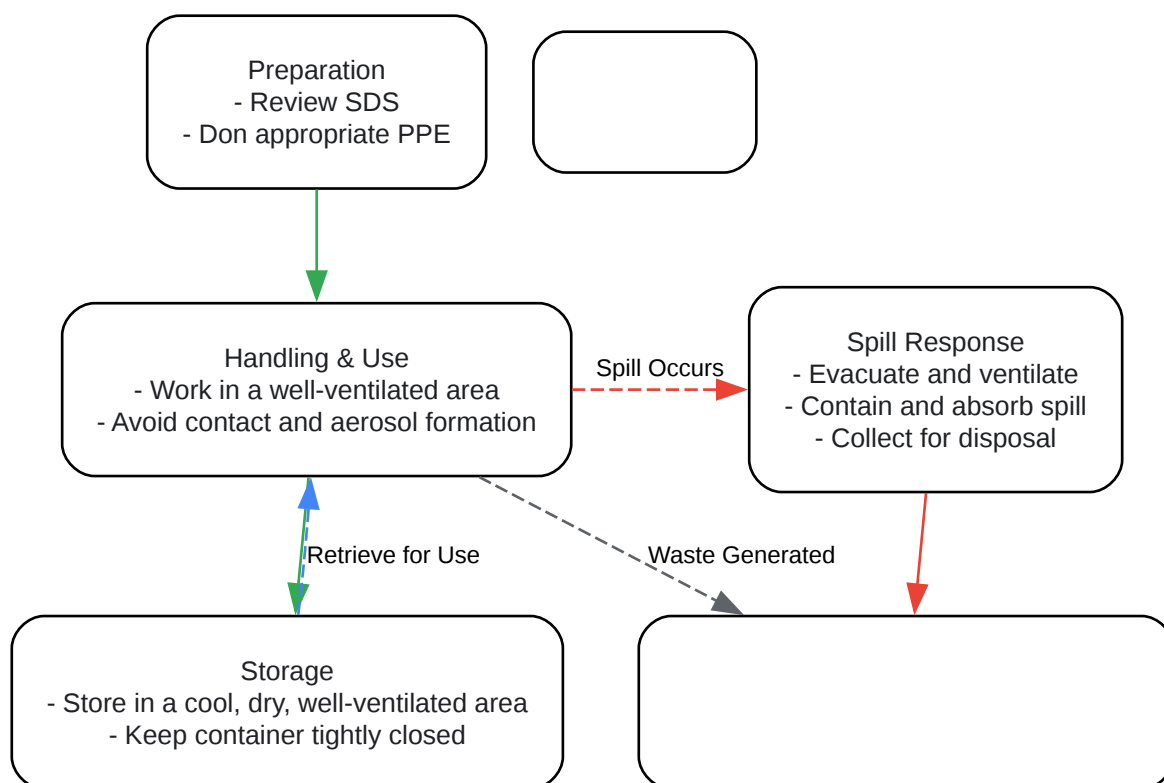 Preparation
- Review SDS
- Don appropriate PPE
Handling & Use
- Work in a well-ventilated area
- Avoid contact and aerosol formation
Spill Occurs
Spill Response
- Evacuate and ventilate
- Contain and absorb spill
- Collect for disposal
Retrieve for Use
Waste Generated
Storage
- Store in a cool, dry, well-ventilated area
- Keep container tightly closed